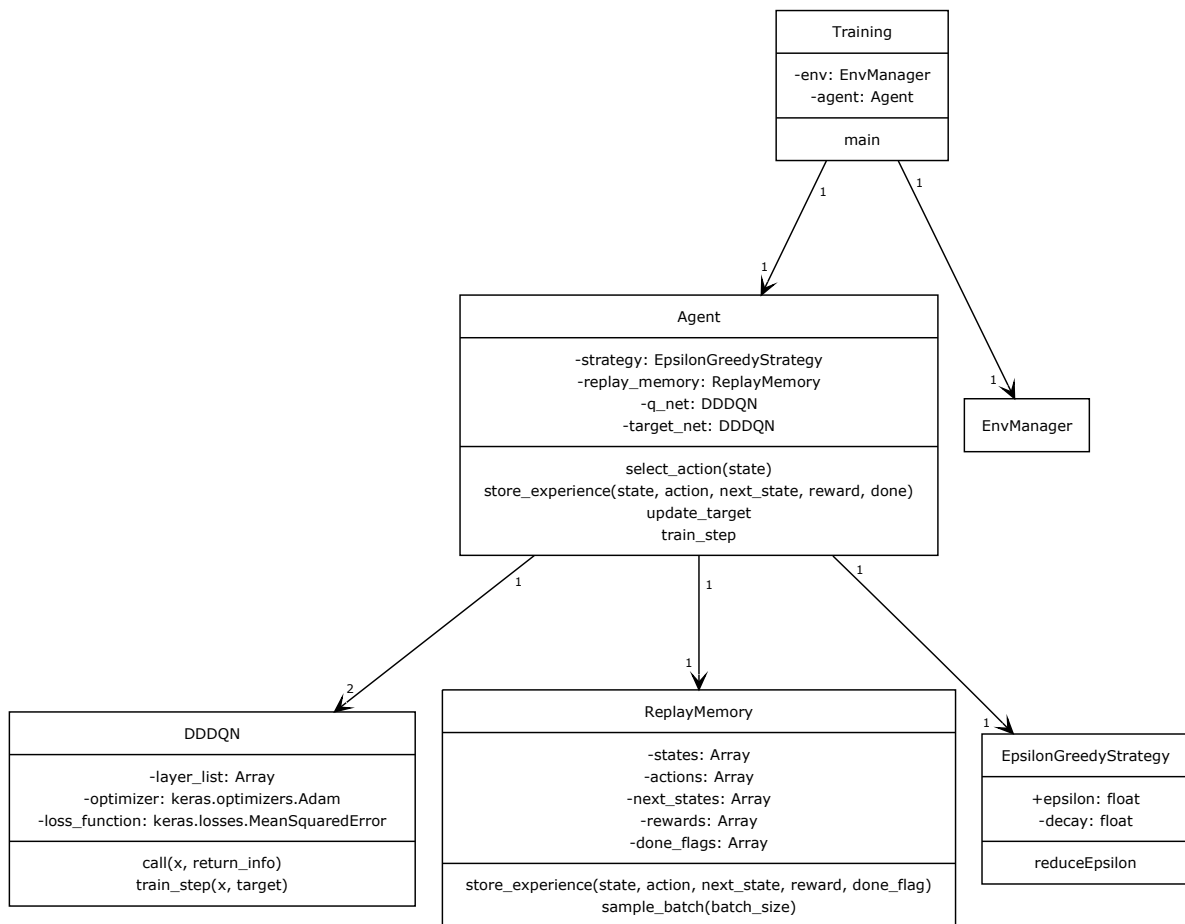 Training
-env: EnvManager
-agent: Agent
main
1
1
1
1
Agent
-strategy: EpsilonGreedyStrategy
-replay_memory: ReplayMemory
-q_net: DDDQN
-target_net: DDDQN
select_action(state)
store_experience(state, action, next_state, reward, done)
update_target
train_step
EnvManager
1
1
1
2
1
1
DDDQN
-layer_list: Array
-optimizer: keras.optimizers.Adam
-loss_function: keras.losses.MeanSquaredError
call(x, return_info)
train_step(x, target)
ReplayMemory
-states: Array
-actions: Array
-next_states: Array
-rewards: Array
-done_flags: Array
store_experience(state, action, next_state, reward, done_flag)
sample_batch(batch_size)
EpsilonGreedyStrategy
+epsilon: float
-decay: float
reduceEpsilon